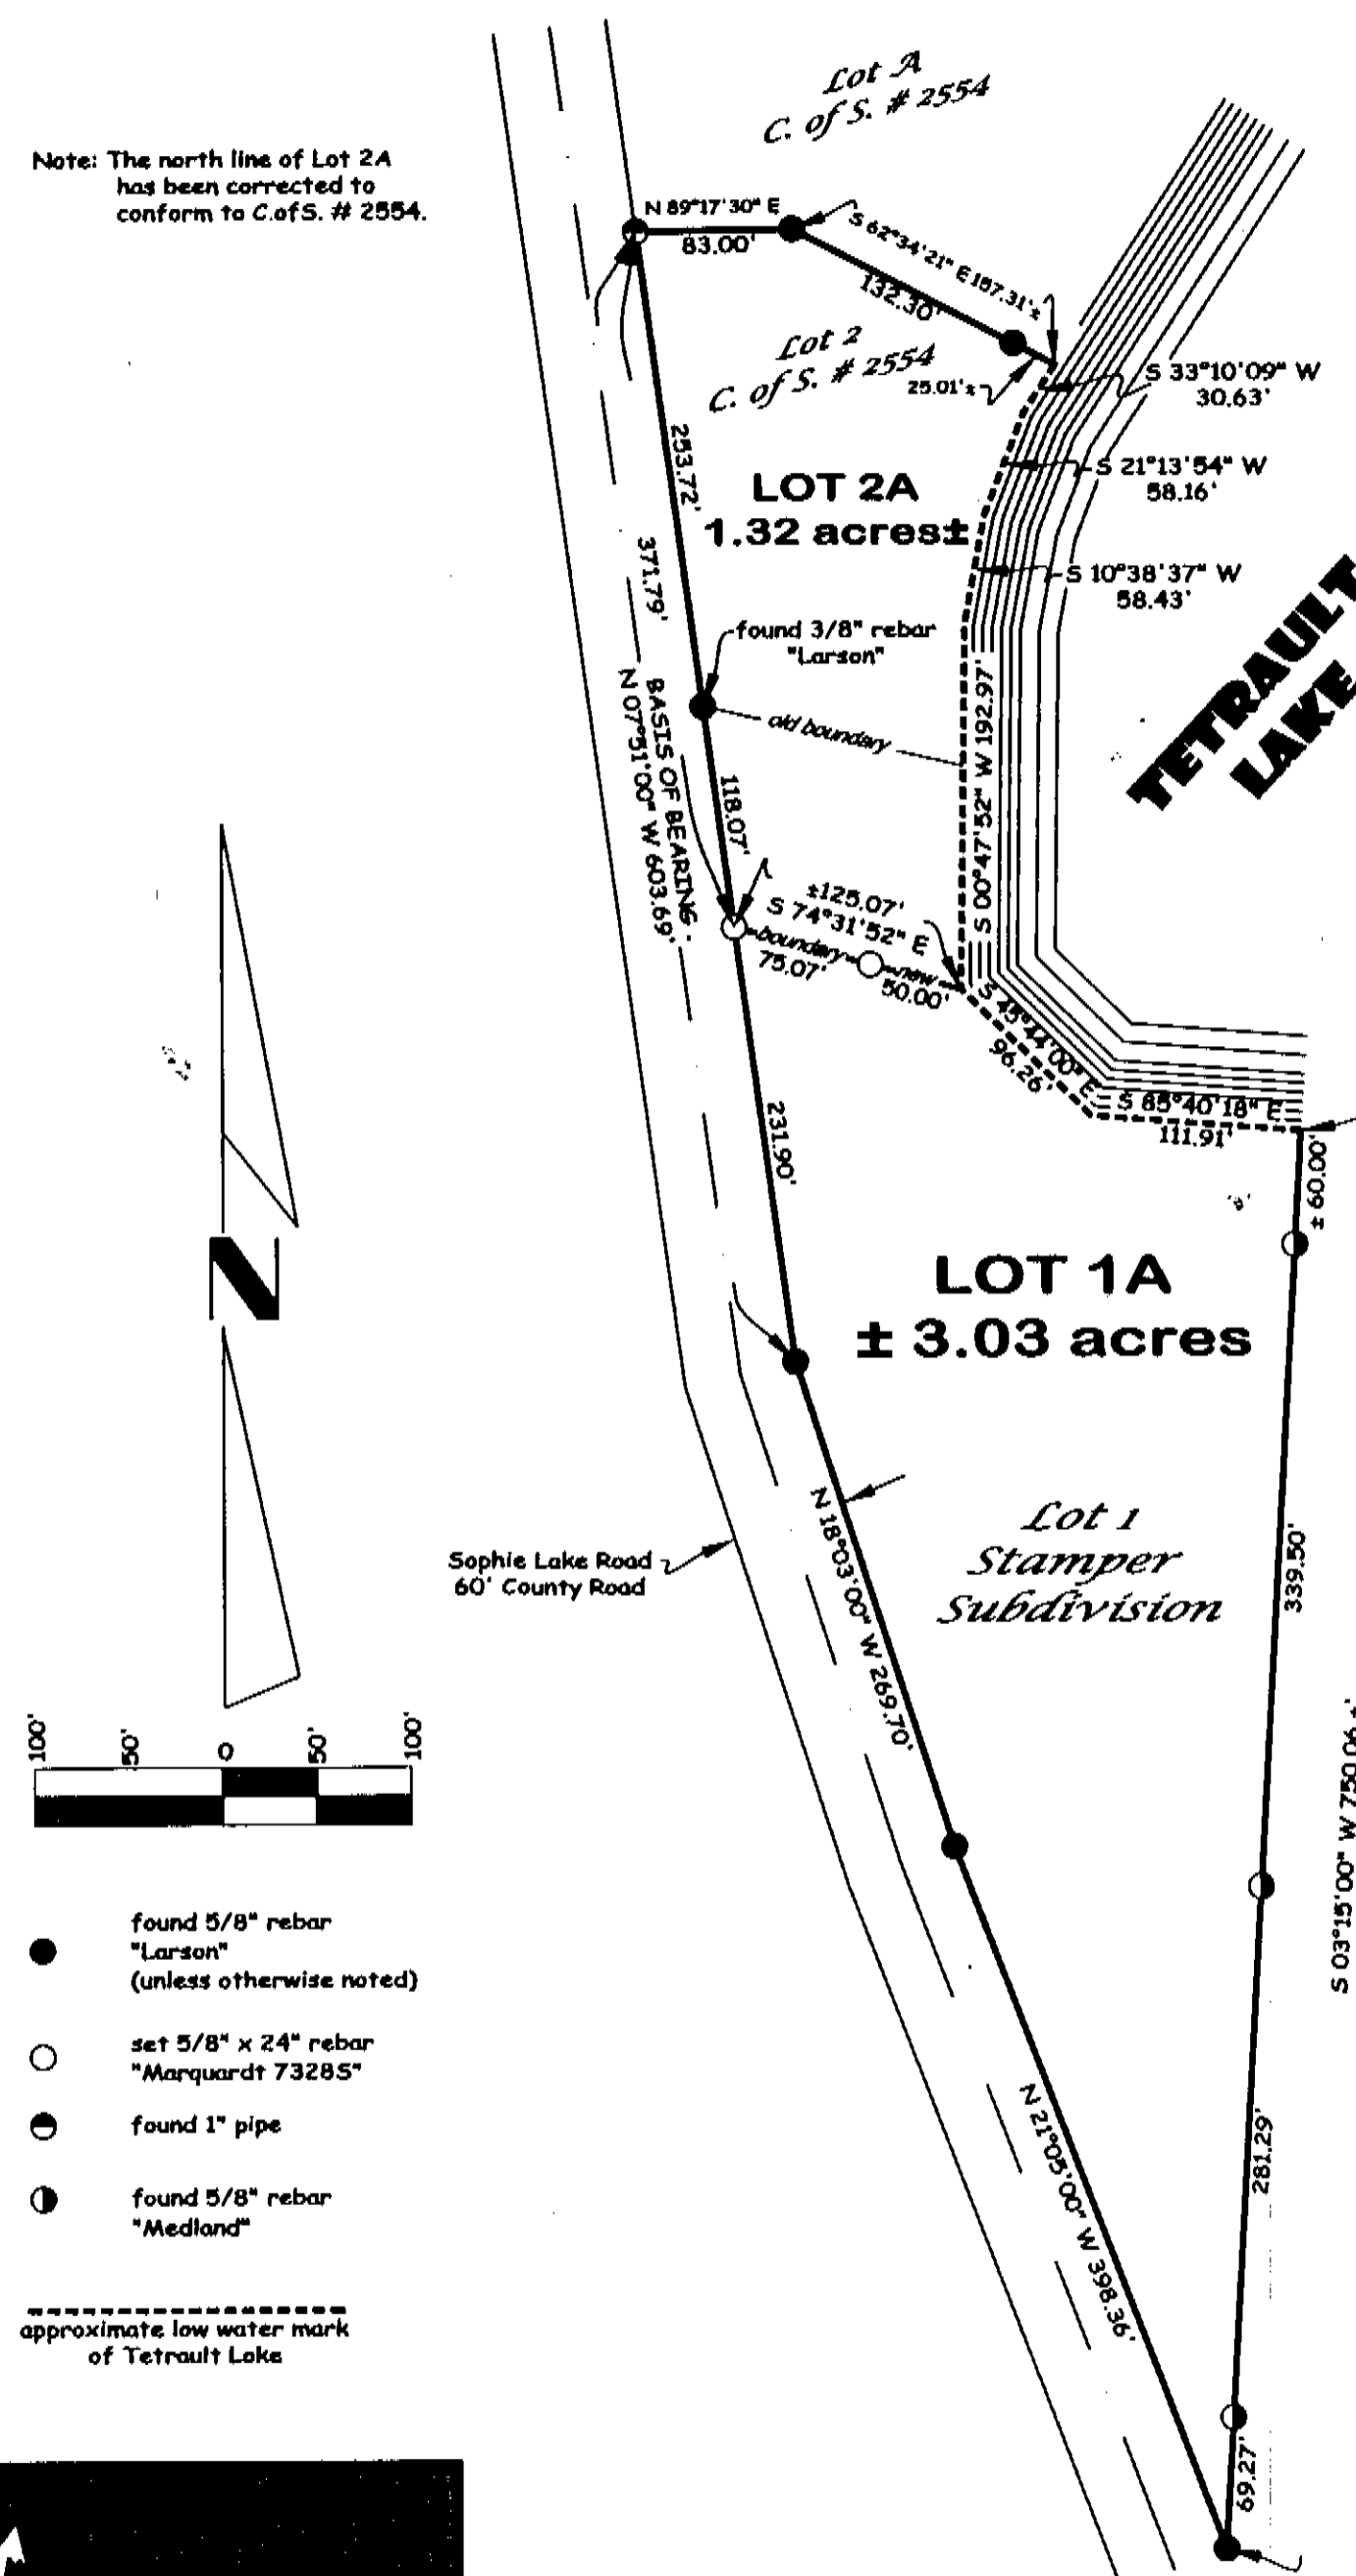 Lot A
C. of S. # 2554
Note: The north line of Lot 2A
has been corrected to
conform to C.of S. # 2554.
N 89°17'30" E
83.00'
S 62°34'21" E 157.31'±
132.30'
Lot 2
C. of S. # 2554
25.01'±
S 33°10'09" W
30.63'
S 21°13'54" W
58.16'
S 10°38'37" W
58.43'
253.72'
LOT 2A
1.32 acres±
TETRAULT
LAKE
371.79'
found 3/8" rebar
"Larson"
old boundary
BASIS OF BEARING
N 07°51'00" W 603.69'
118.07'
S 00°47'52" W 192.97'
±125.07'
S 74°31'52" E
boundary
new
75.07'
50.00'
S 45°44'00" E
96.26'
S 85°40'18" E
111.91'
± 60.00'
231.90'
N
LOT 1A
± 3.03 acres
N 18°03'00" W 269.70'
Lot 1
Stamper
Subdivision
339.50'
Sophie Lake Road
60' County Road
S 03°15'00" W 750.06 ±'
100'
50'
0
50'
100'
found 5/8" rebar
"Larson"
(unless otherwise noted)
set 5/8" x 24" rebar
"Marquardt 7328S"
found 1" pipe
found 5/8" rebar
"Medland"
N 21°05'00" W 398.36'
281.29'
69.27'
approximate low water mark
of Tetrault Lake